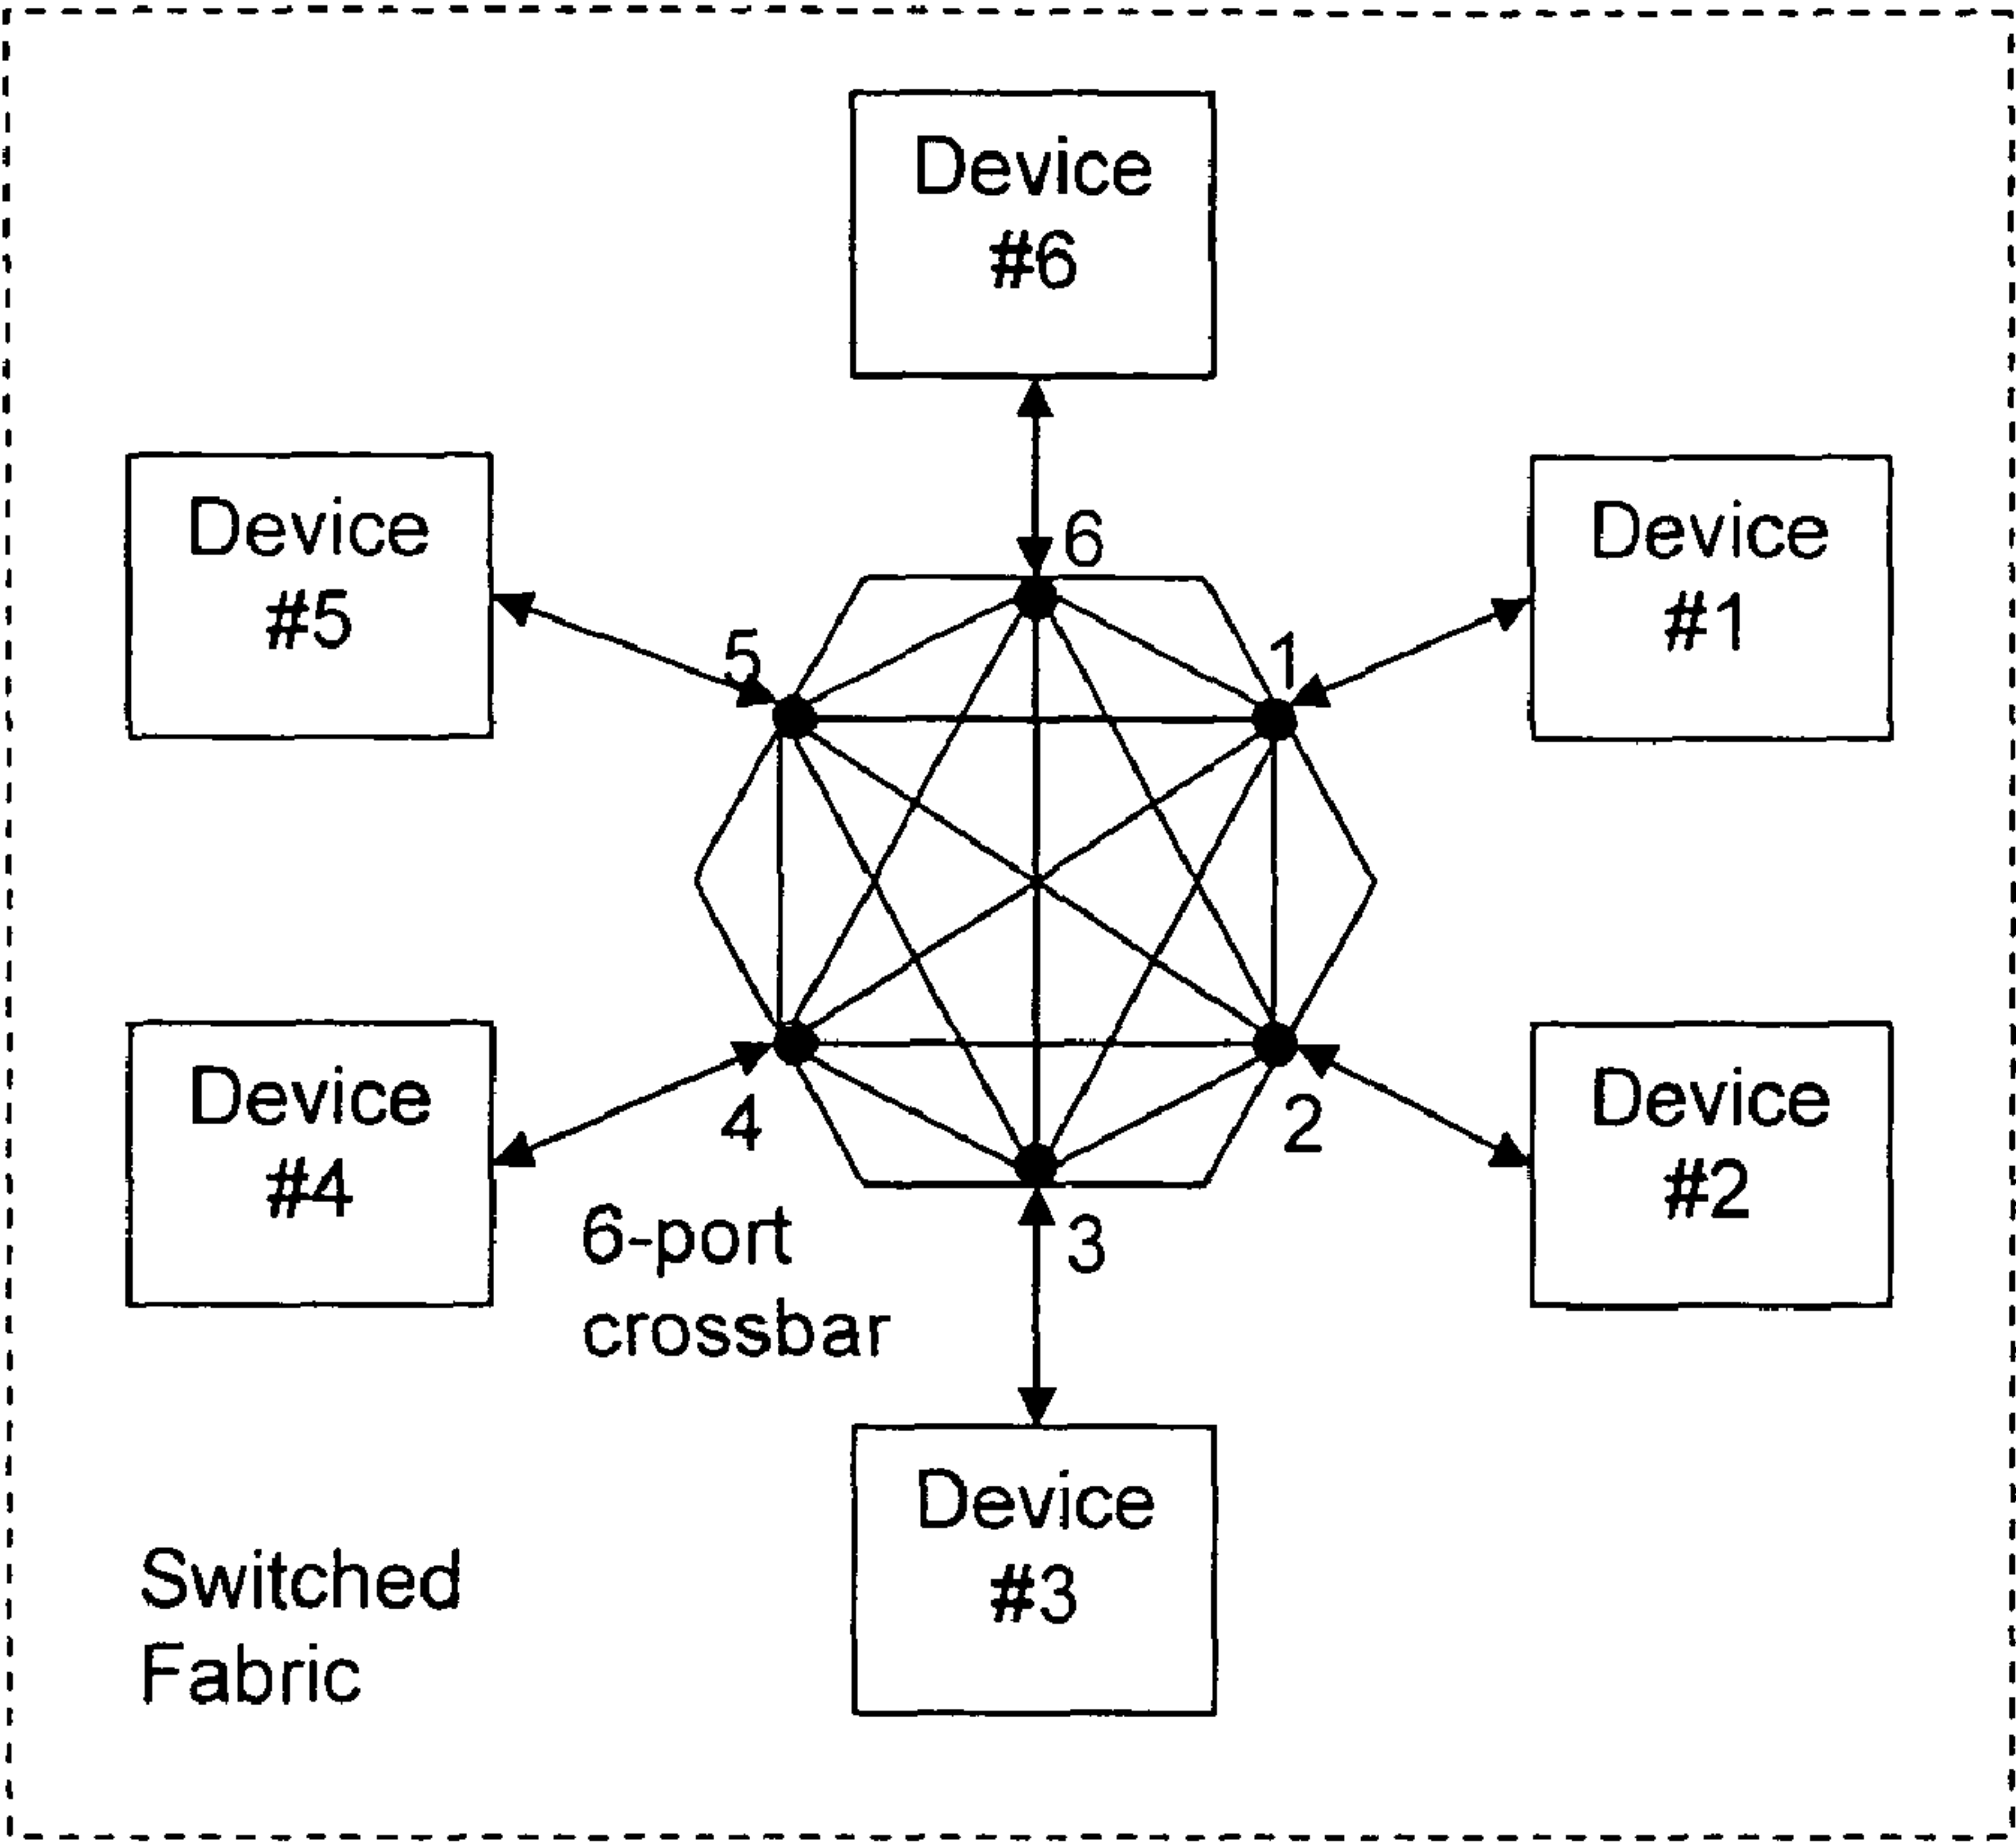 Device
#6
Device
#5
Device
#1
6
5
1
Device
#4
Device
#2
4
2
6-port
crossbar
3
Device
#3
Switched
Fabric